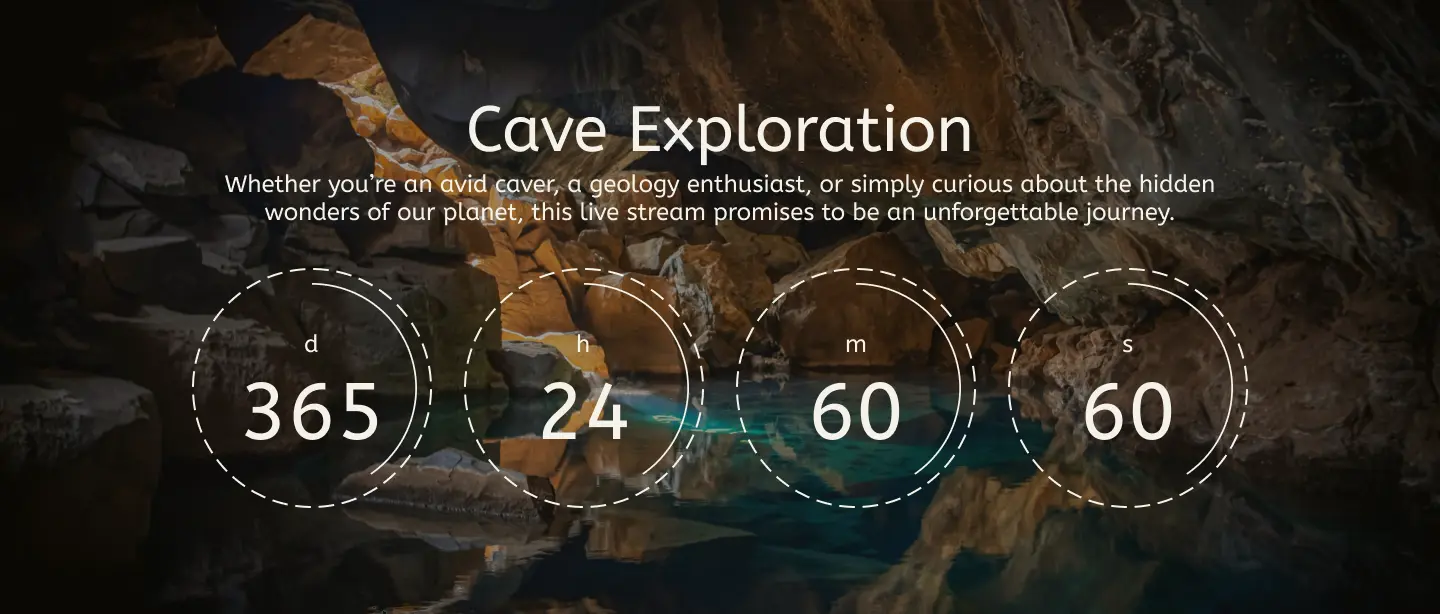 Cave Exploration
Whether you’re an avid caver, a geology enthusiast, or simply curious about the hidden
wonders of our planet, this live stream promises to be an unforgettable journey.
d h m s
365 24 60 60